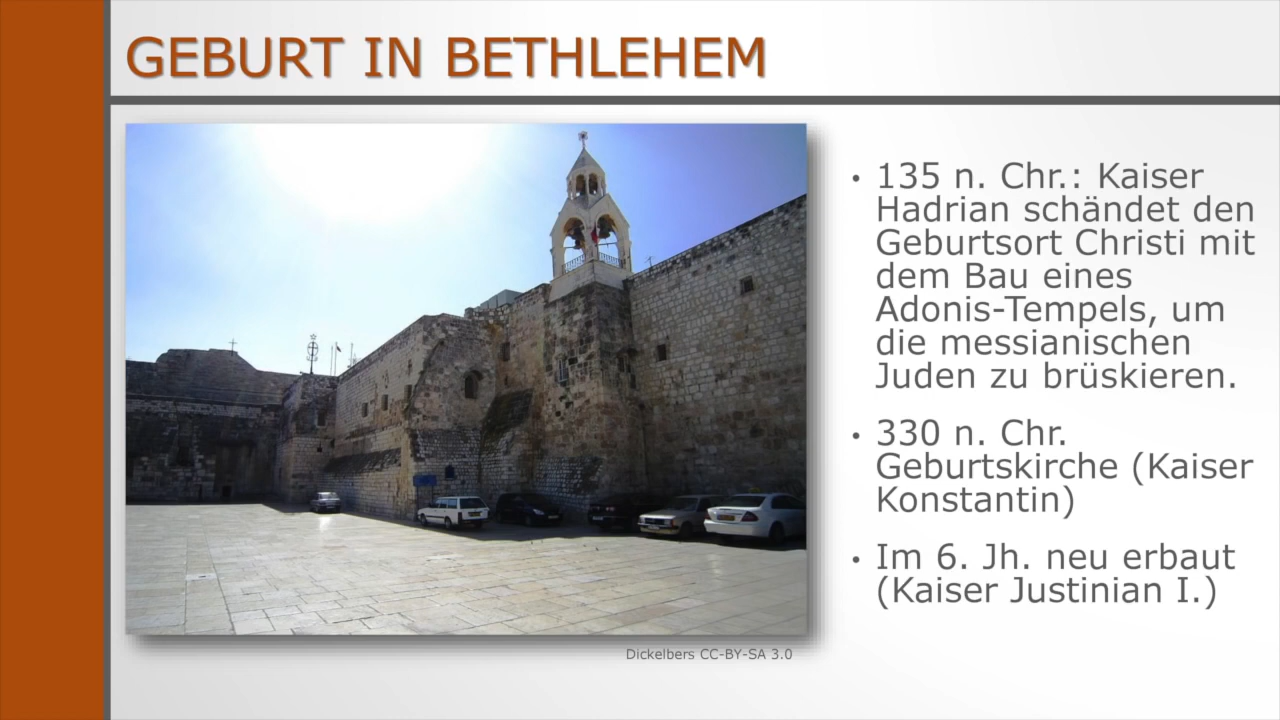 GEBURT IN BETHLEHEM
• 135 n. Chr.: Kaiser
Hadrian schändet den
Geburtsort Christi mit
dem Bau eines
Adonis-Tempels, um
die messianischen
Juden zu brüskieren.
• 330 n. Chr.
Geburtskirche (Kaiser
Konstantin)
• Im 6. Jh. neu erbaut
(Kaiser Justinian I.)
Dickelbers CC-BY-SA 3.0